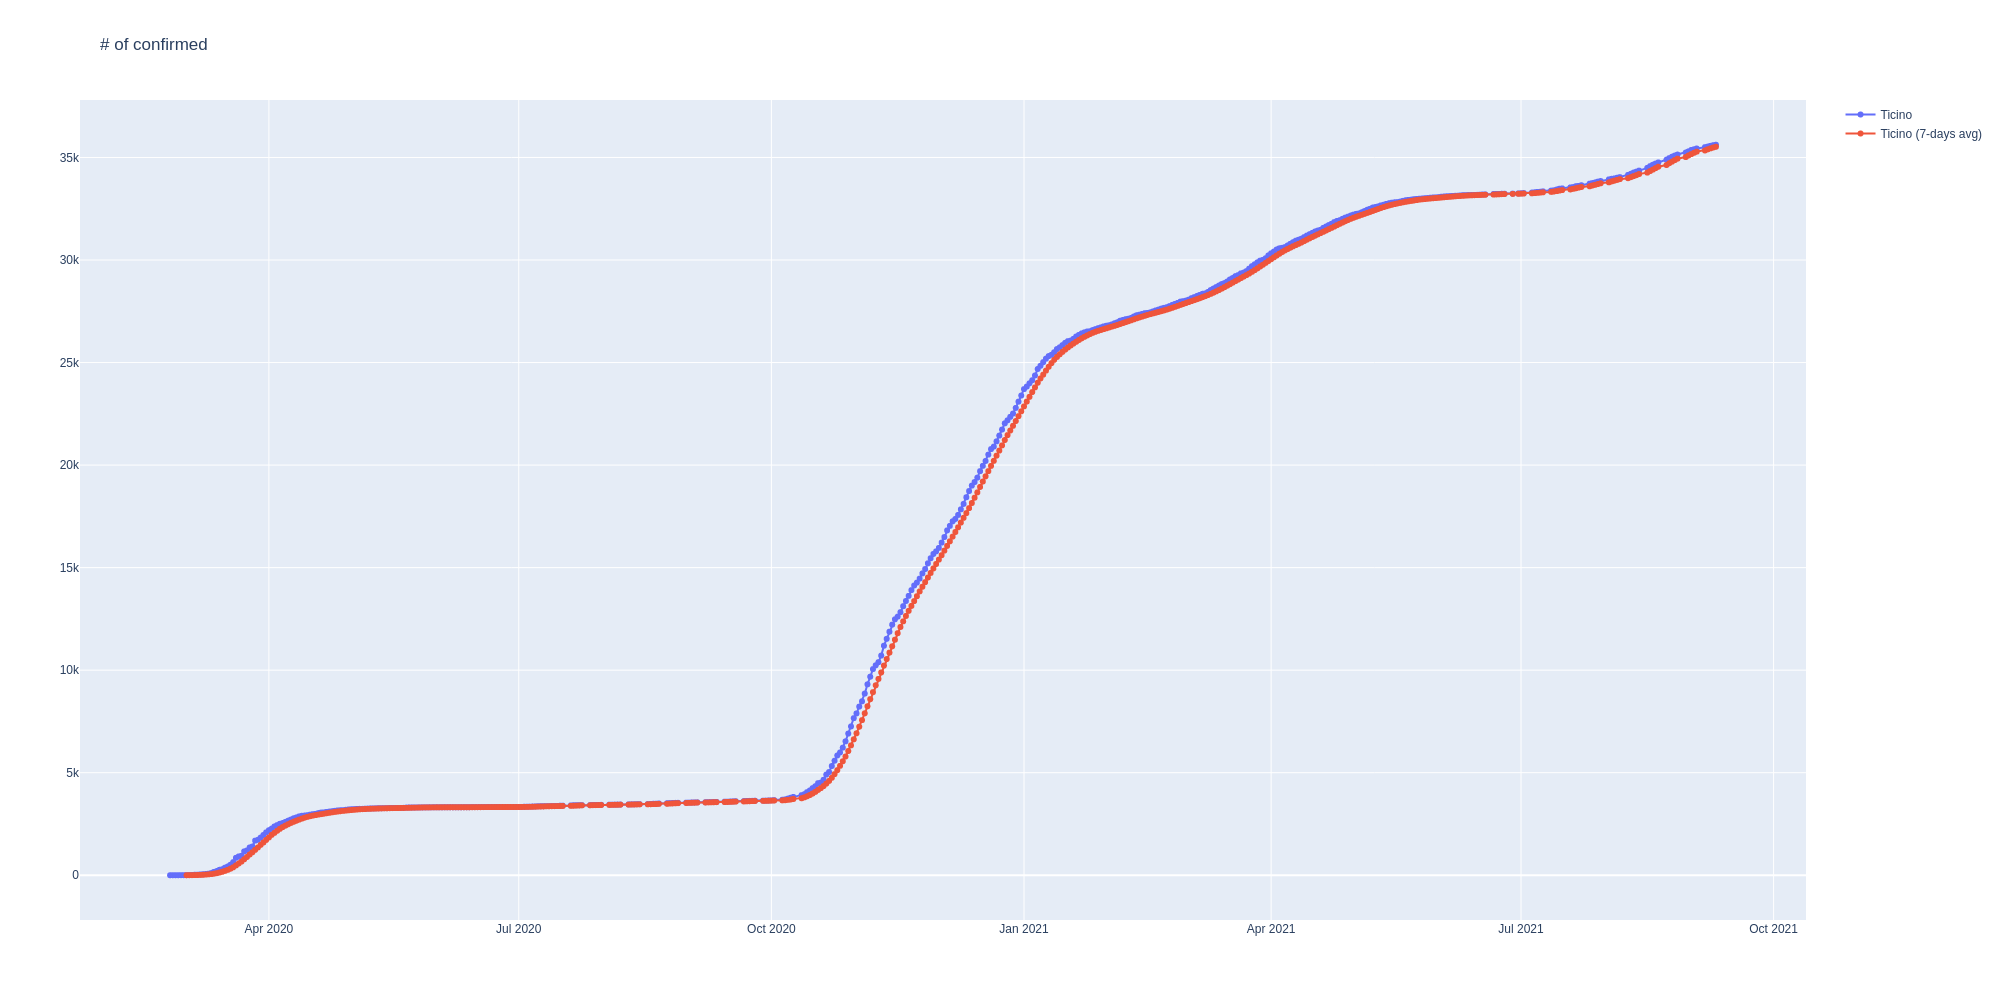 # of confirmed
Ticino
Ticino (7-days avg)
35k
30k
25k
20k
15k
10k
5k
0
Apr 2020
Jul 2020
Oct 2020
Jan 2021
Apr 2021
Jul 2021
Oct 2021